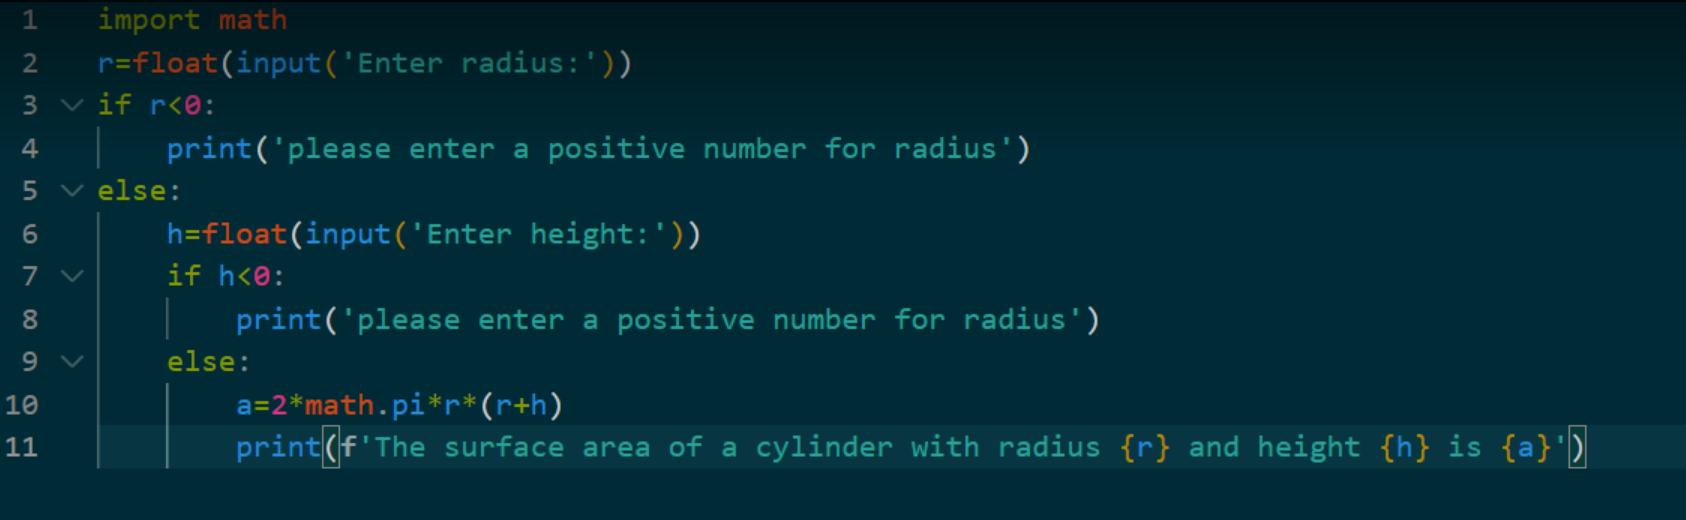 1 import math
2 r=float(input('Enter radius:'))
3 if r<0:
4     print('please enter a positive number for radius')
5 else:
6     h=float(input('Enter height:'))
7     if h<0:
8         print('please enter a positive number for radius')
9     else:
10         a=2*math.pi*r*(r+h)
11         print(f'The surface area of a cylinder with radius {r} and height {h} is {a}')